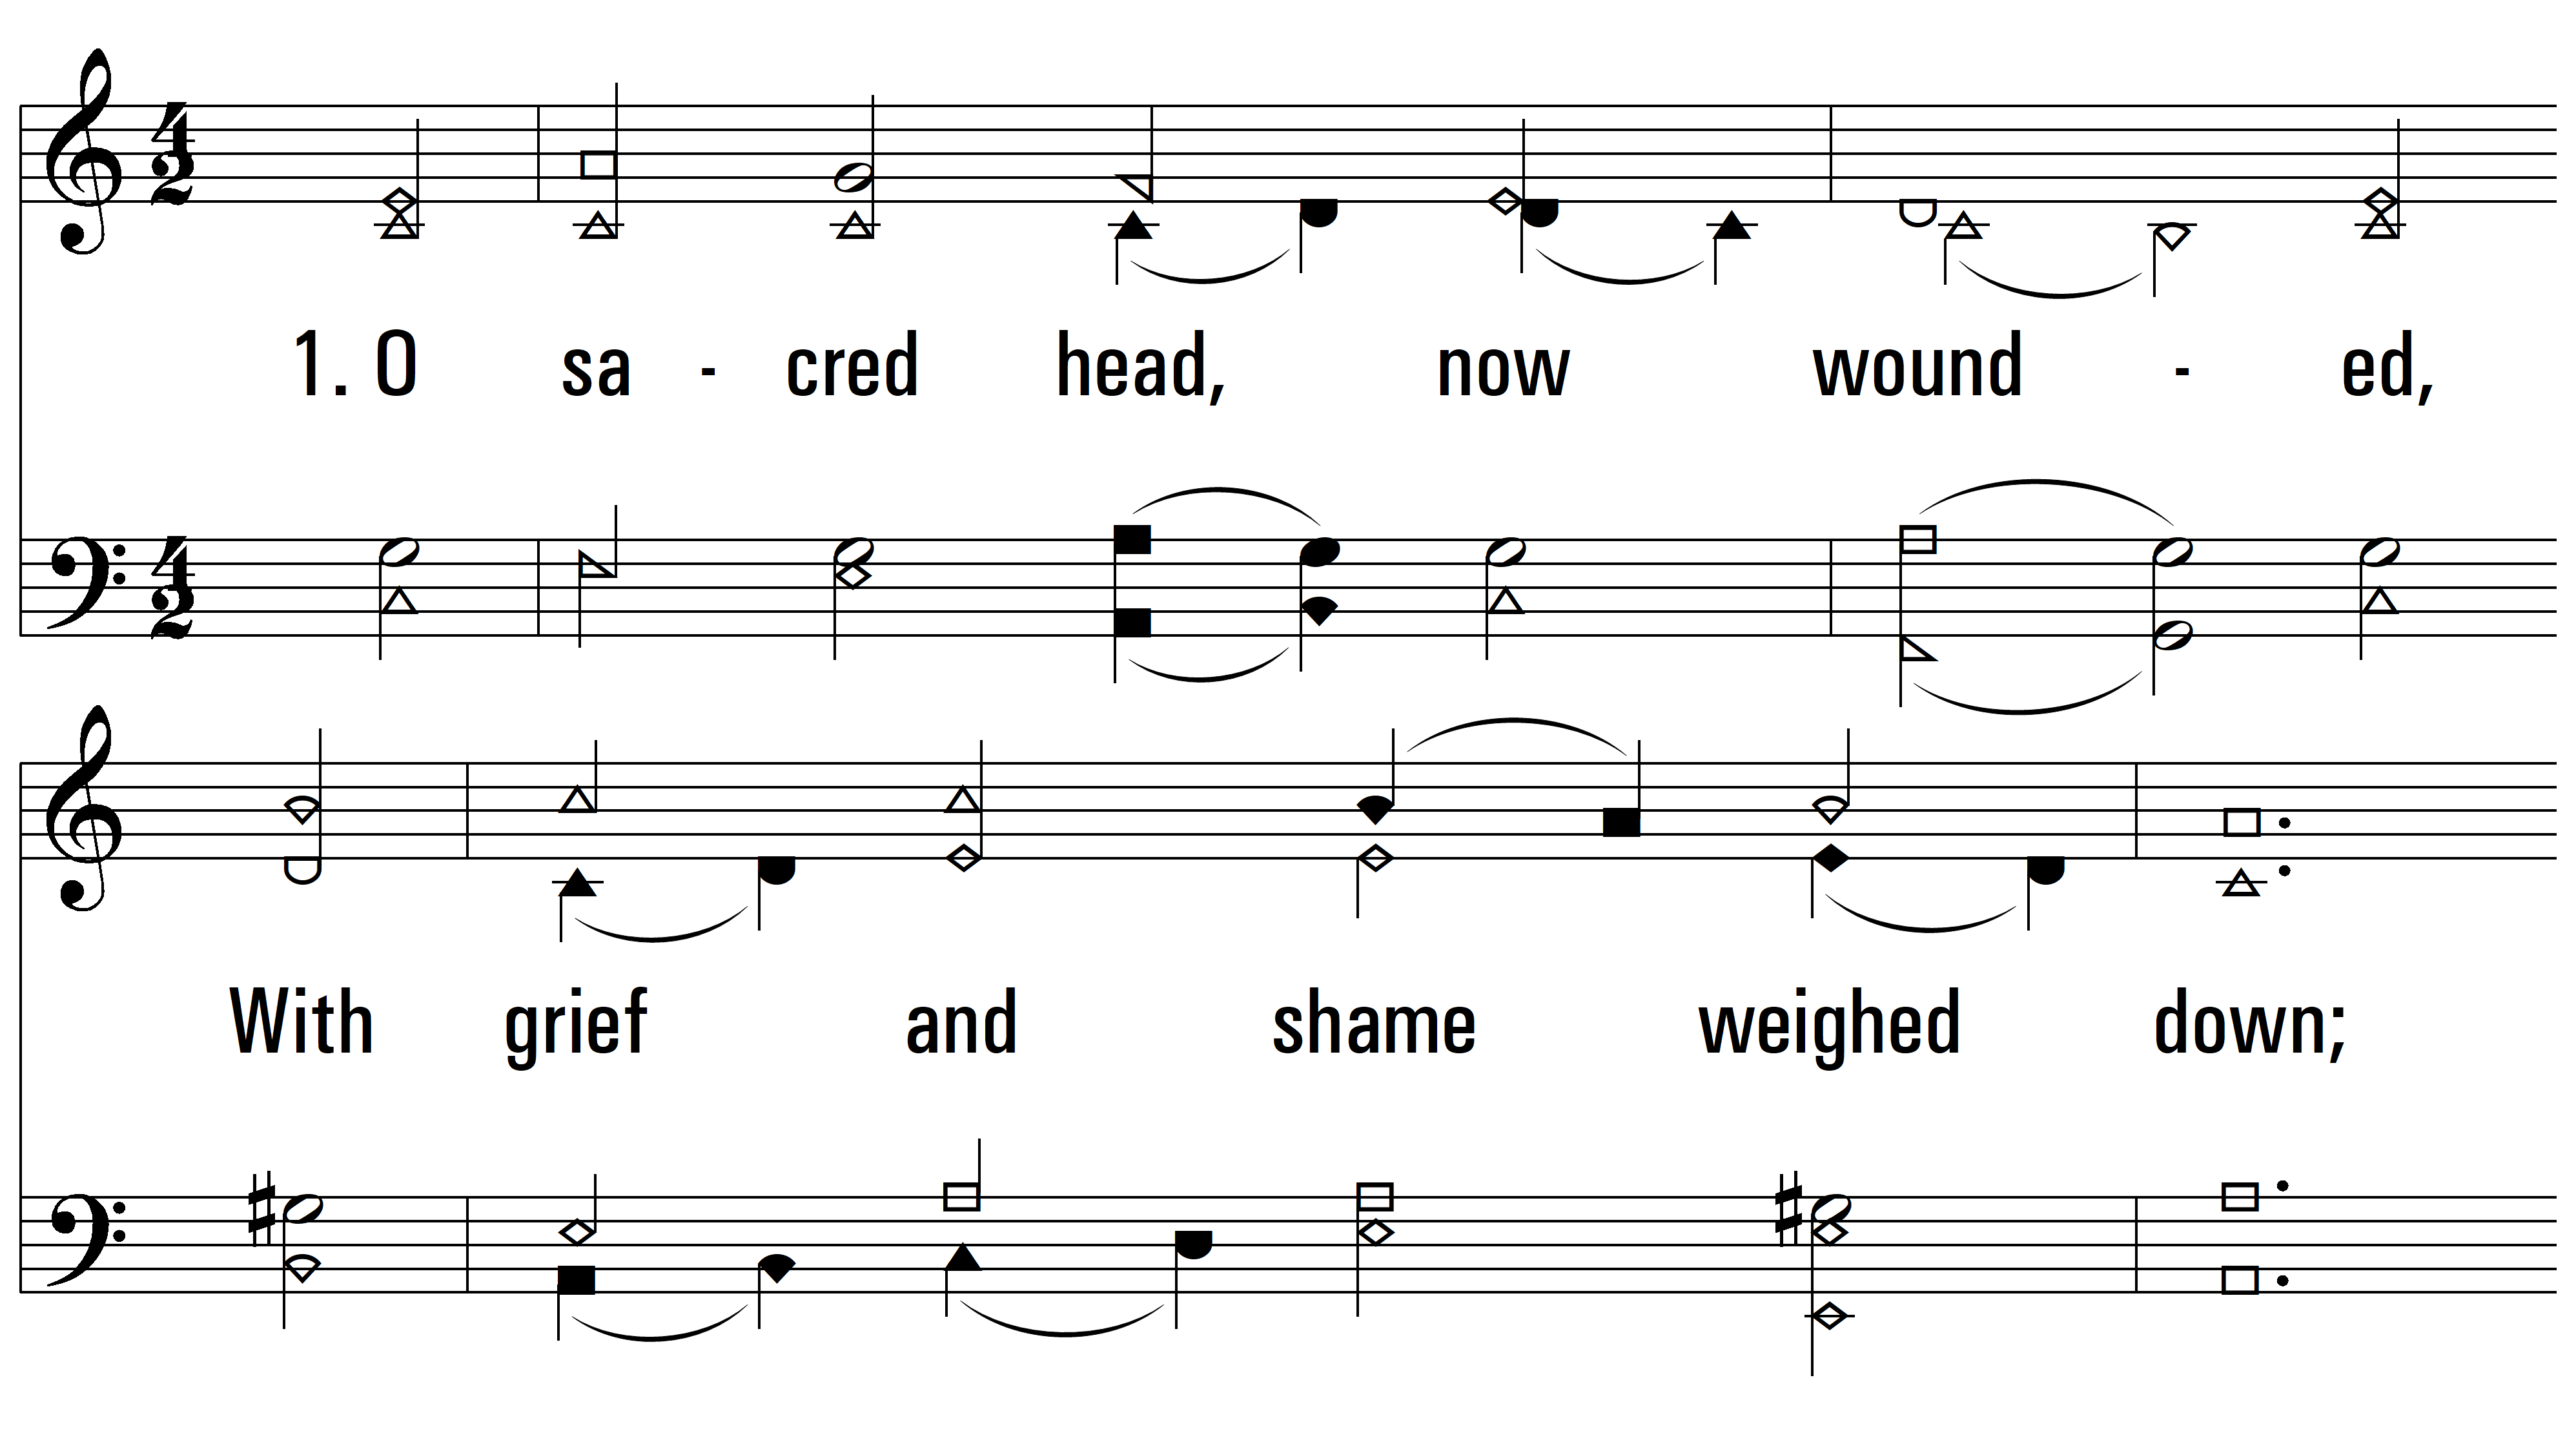 1. O sa - cred head, now wound - ed,
With grief and shame weighed down;